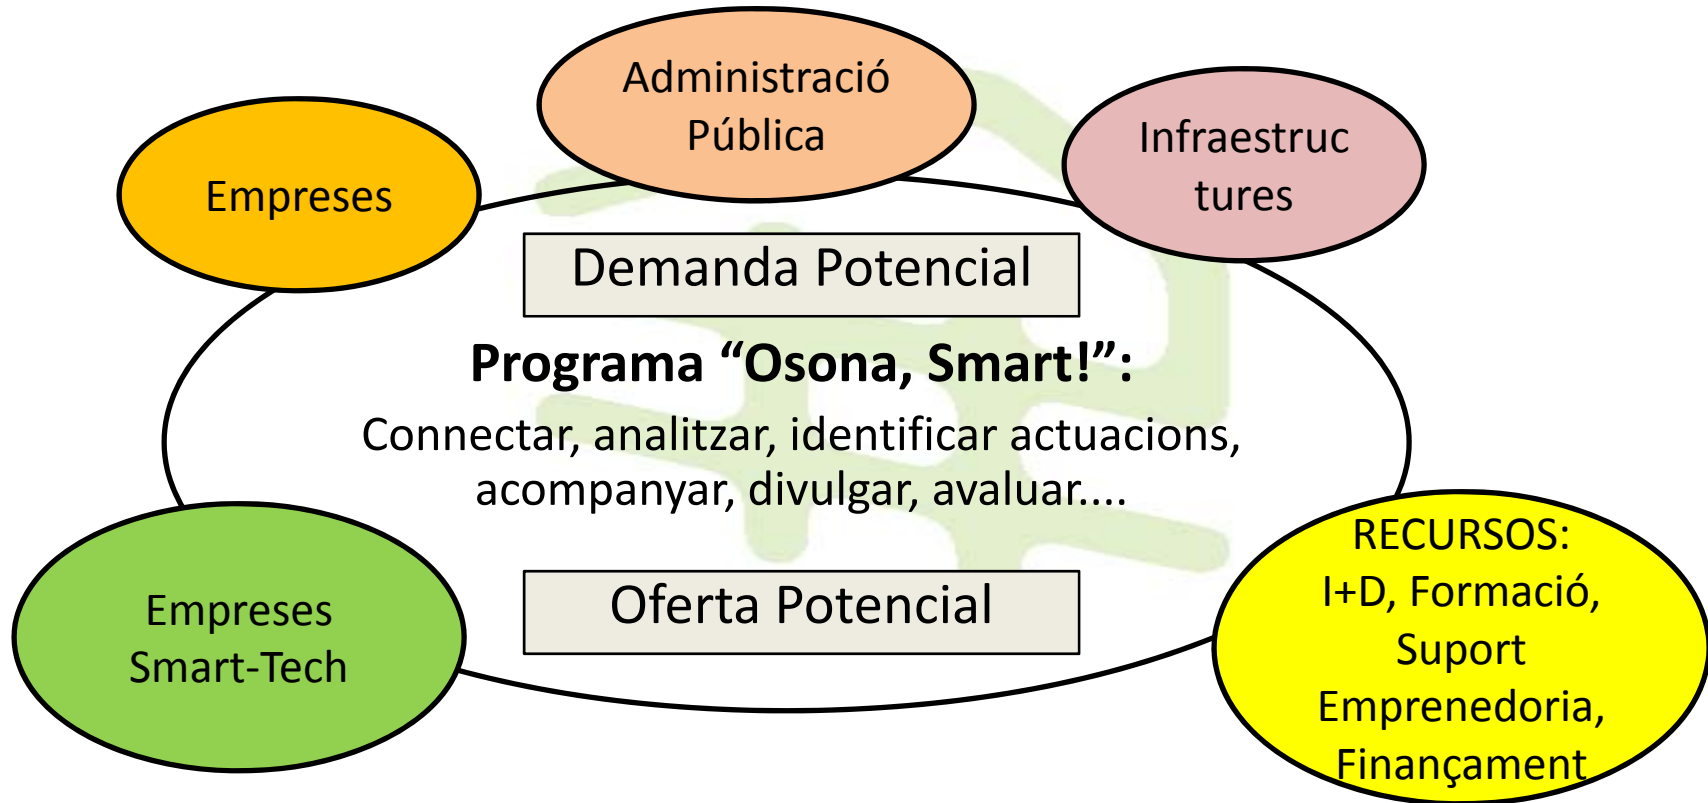 Administració
Pública
Empreses
Infraestruc
tures
Demanda Potencial
Programa “Osona, Smart!”:
Connectar, analitzar, identificar actuacions,
acompanyar, divulgar, avaluar....
Oferta Potencial
Empreses
Smart-Tech
RECURSOS:
I+D, Formació,
Suport
Emprenedoria,
Finançament